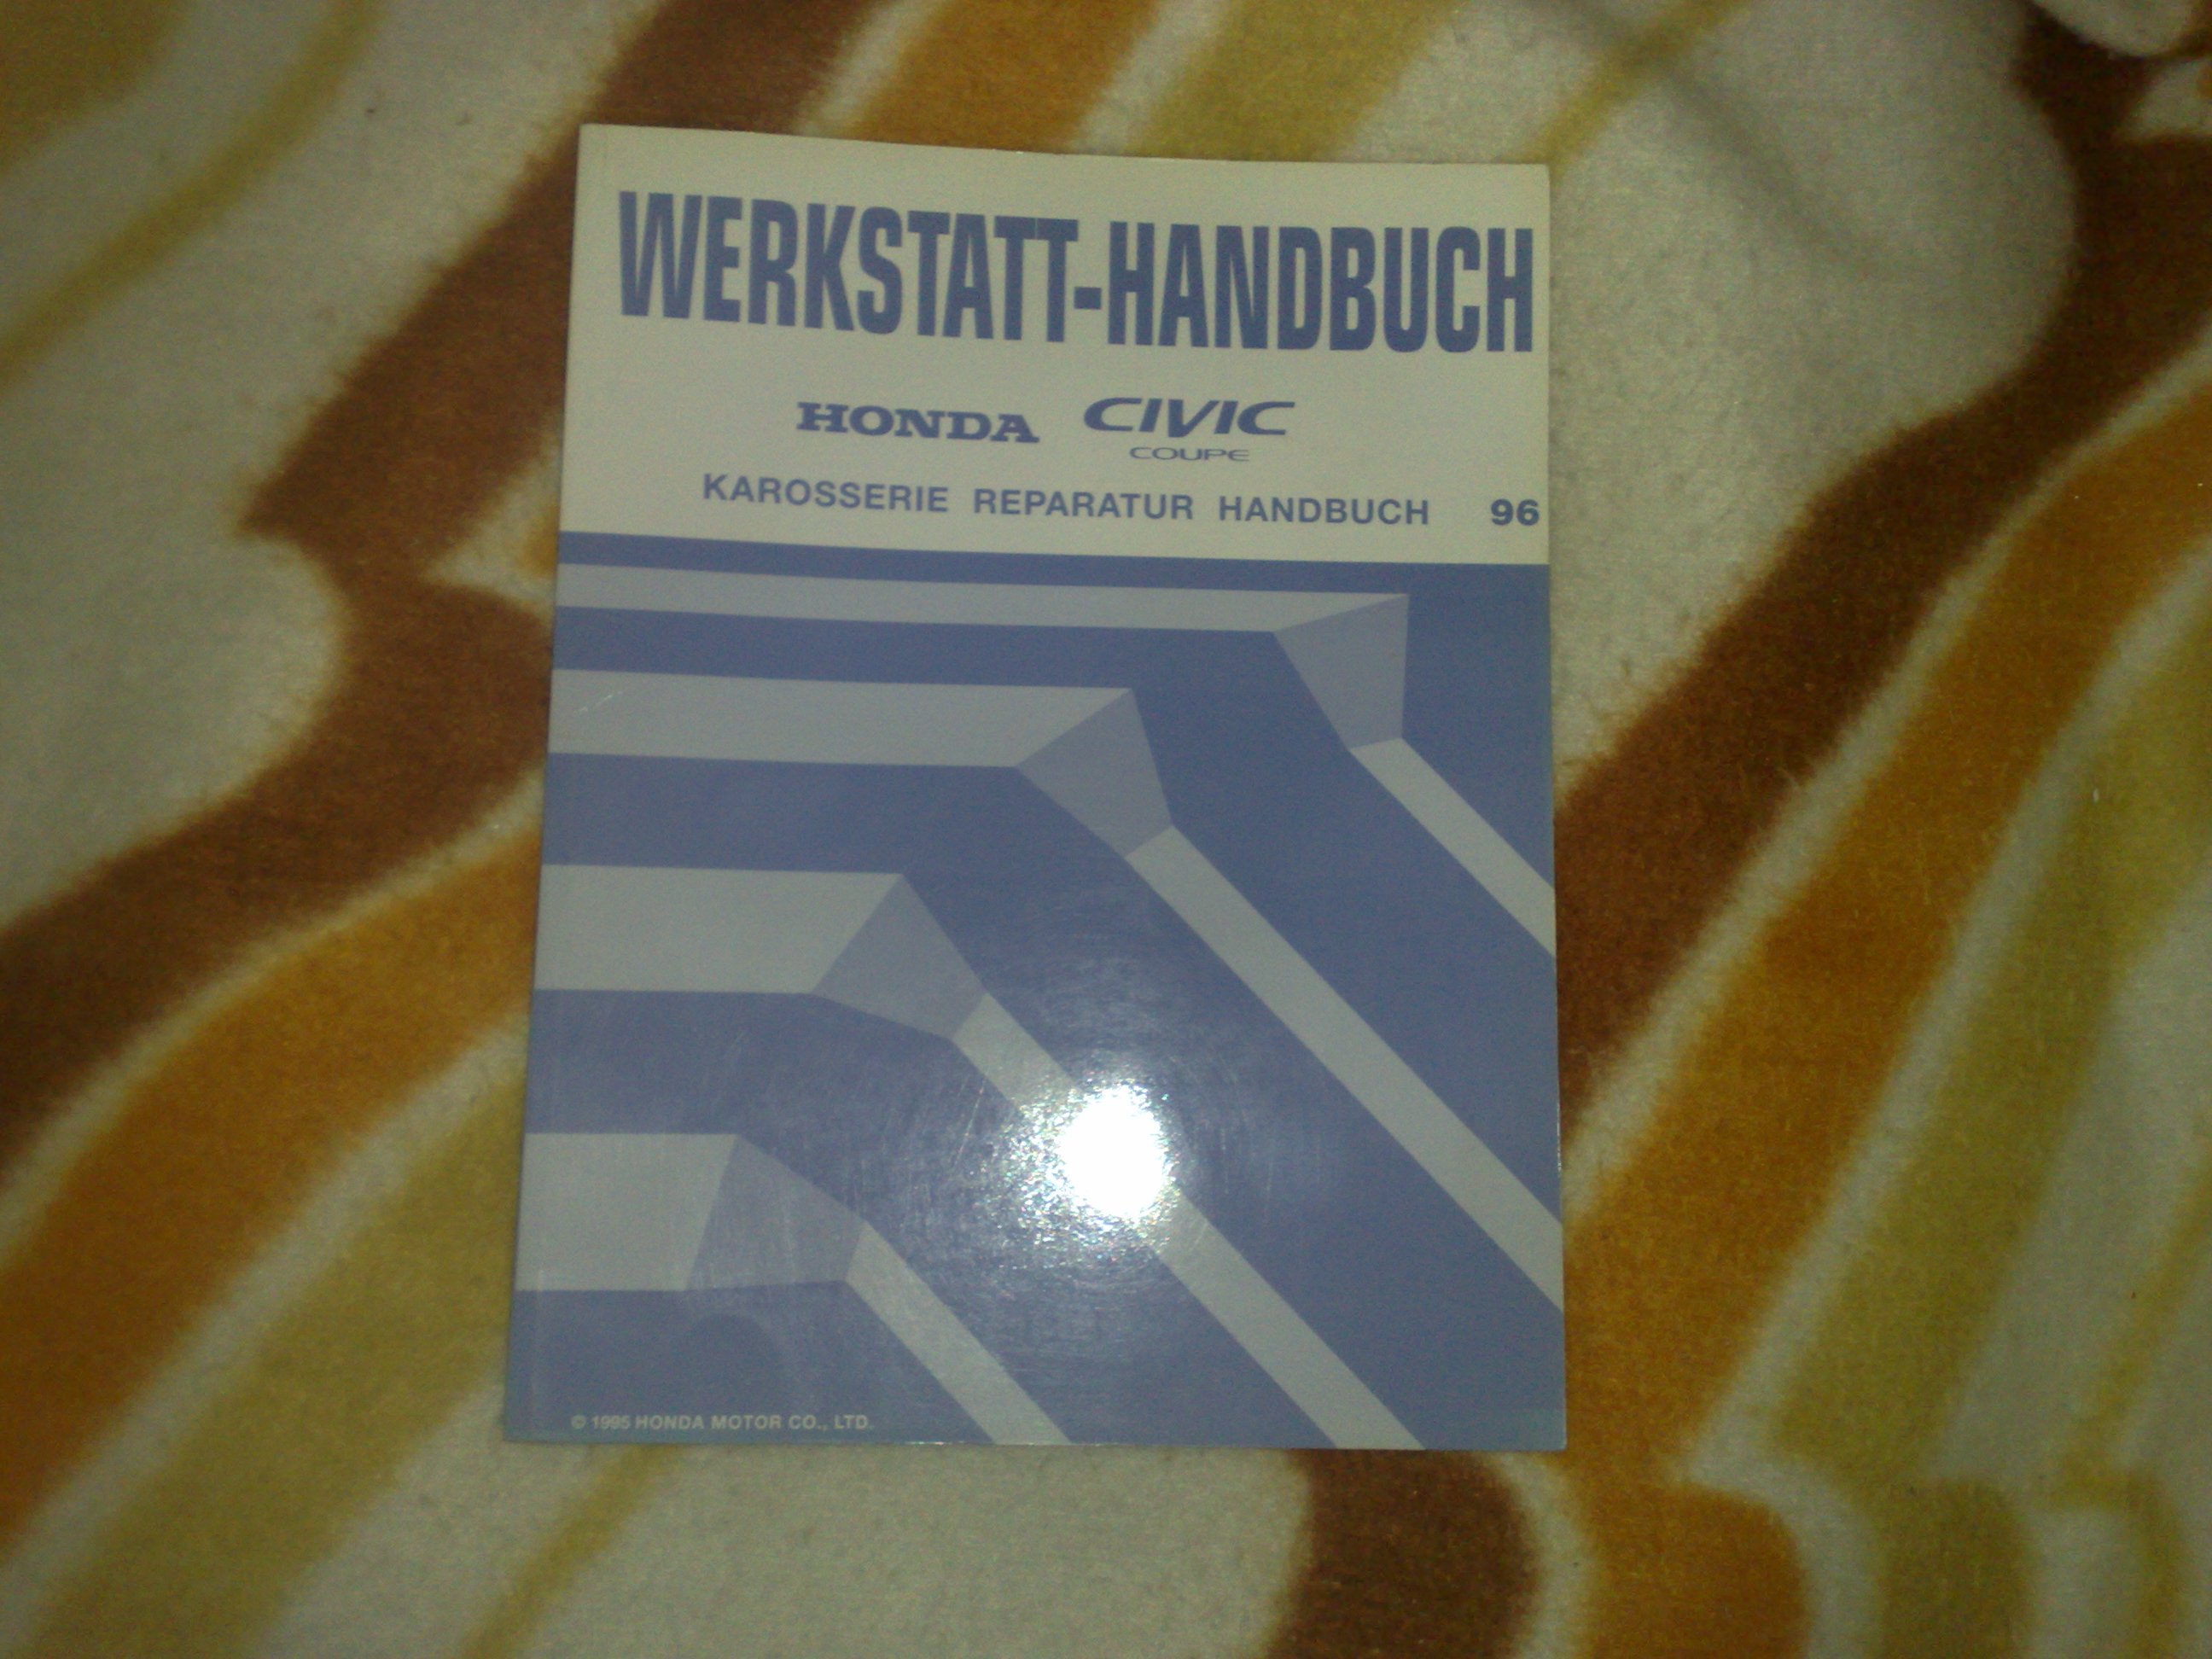 WERKSTATT-HANDBUCH
HONDA CIVIC
COUPE
KAROSSERIE REPARATUR HANDBUCH 96
© 1995 HONDA MOTOR CO., LTD.